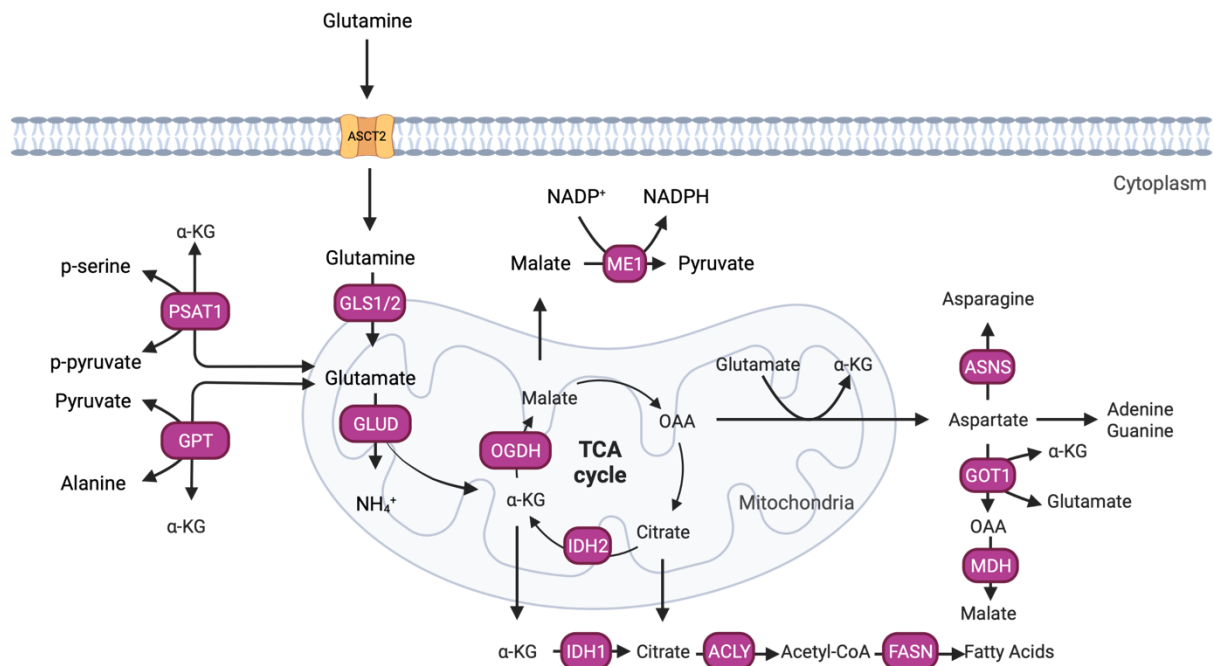 Glutamine
ASCT2
Cytoplasm
NADP⁺
NADPH
α-KG
p-serine
Glutamine
Malate
ME1
Pyruvate
PSAT1
GLS1/2
Asparagine
p-pyruvate
Glutamate
Glutamate
α-KG
ASNS
Pyruvate
Malate
GPT
GLUD
OAA
Aspartate
Adenine
Guanine
OGDH
TCA
cycle
α-KG
Alanine
GOT1
NH₄⁺
α-KG
Mitochondria
Glutamate
α-KG
OAA
IDH2
Citrate
MDH
Malate
α-KG
IDH1
Citrate
ACLY
Acetyl-CoA
FASN
Fatty Acids